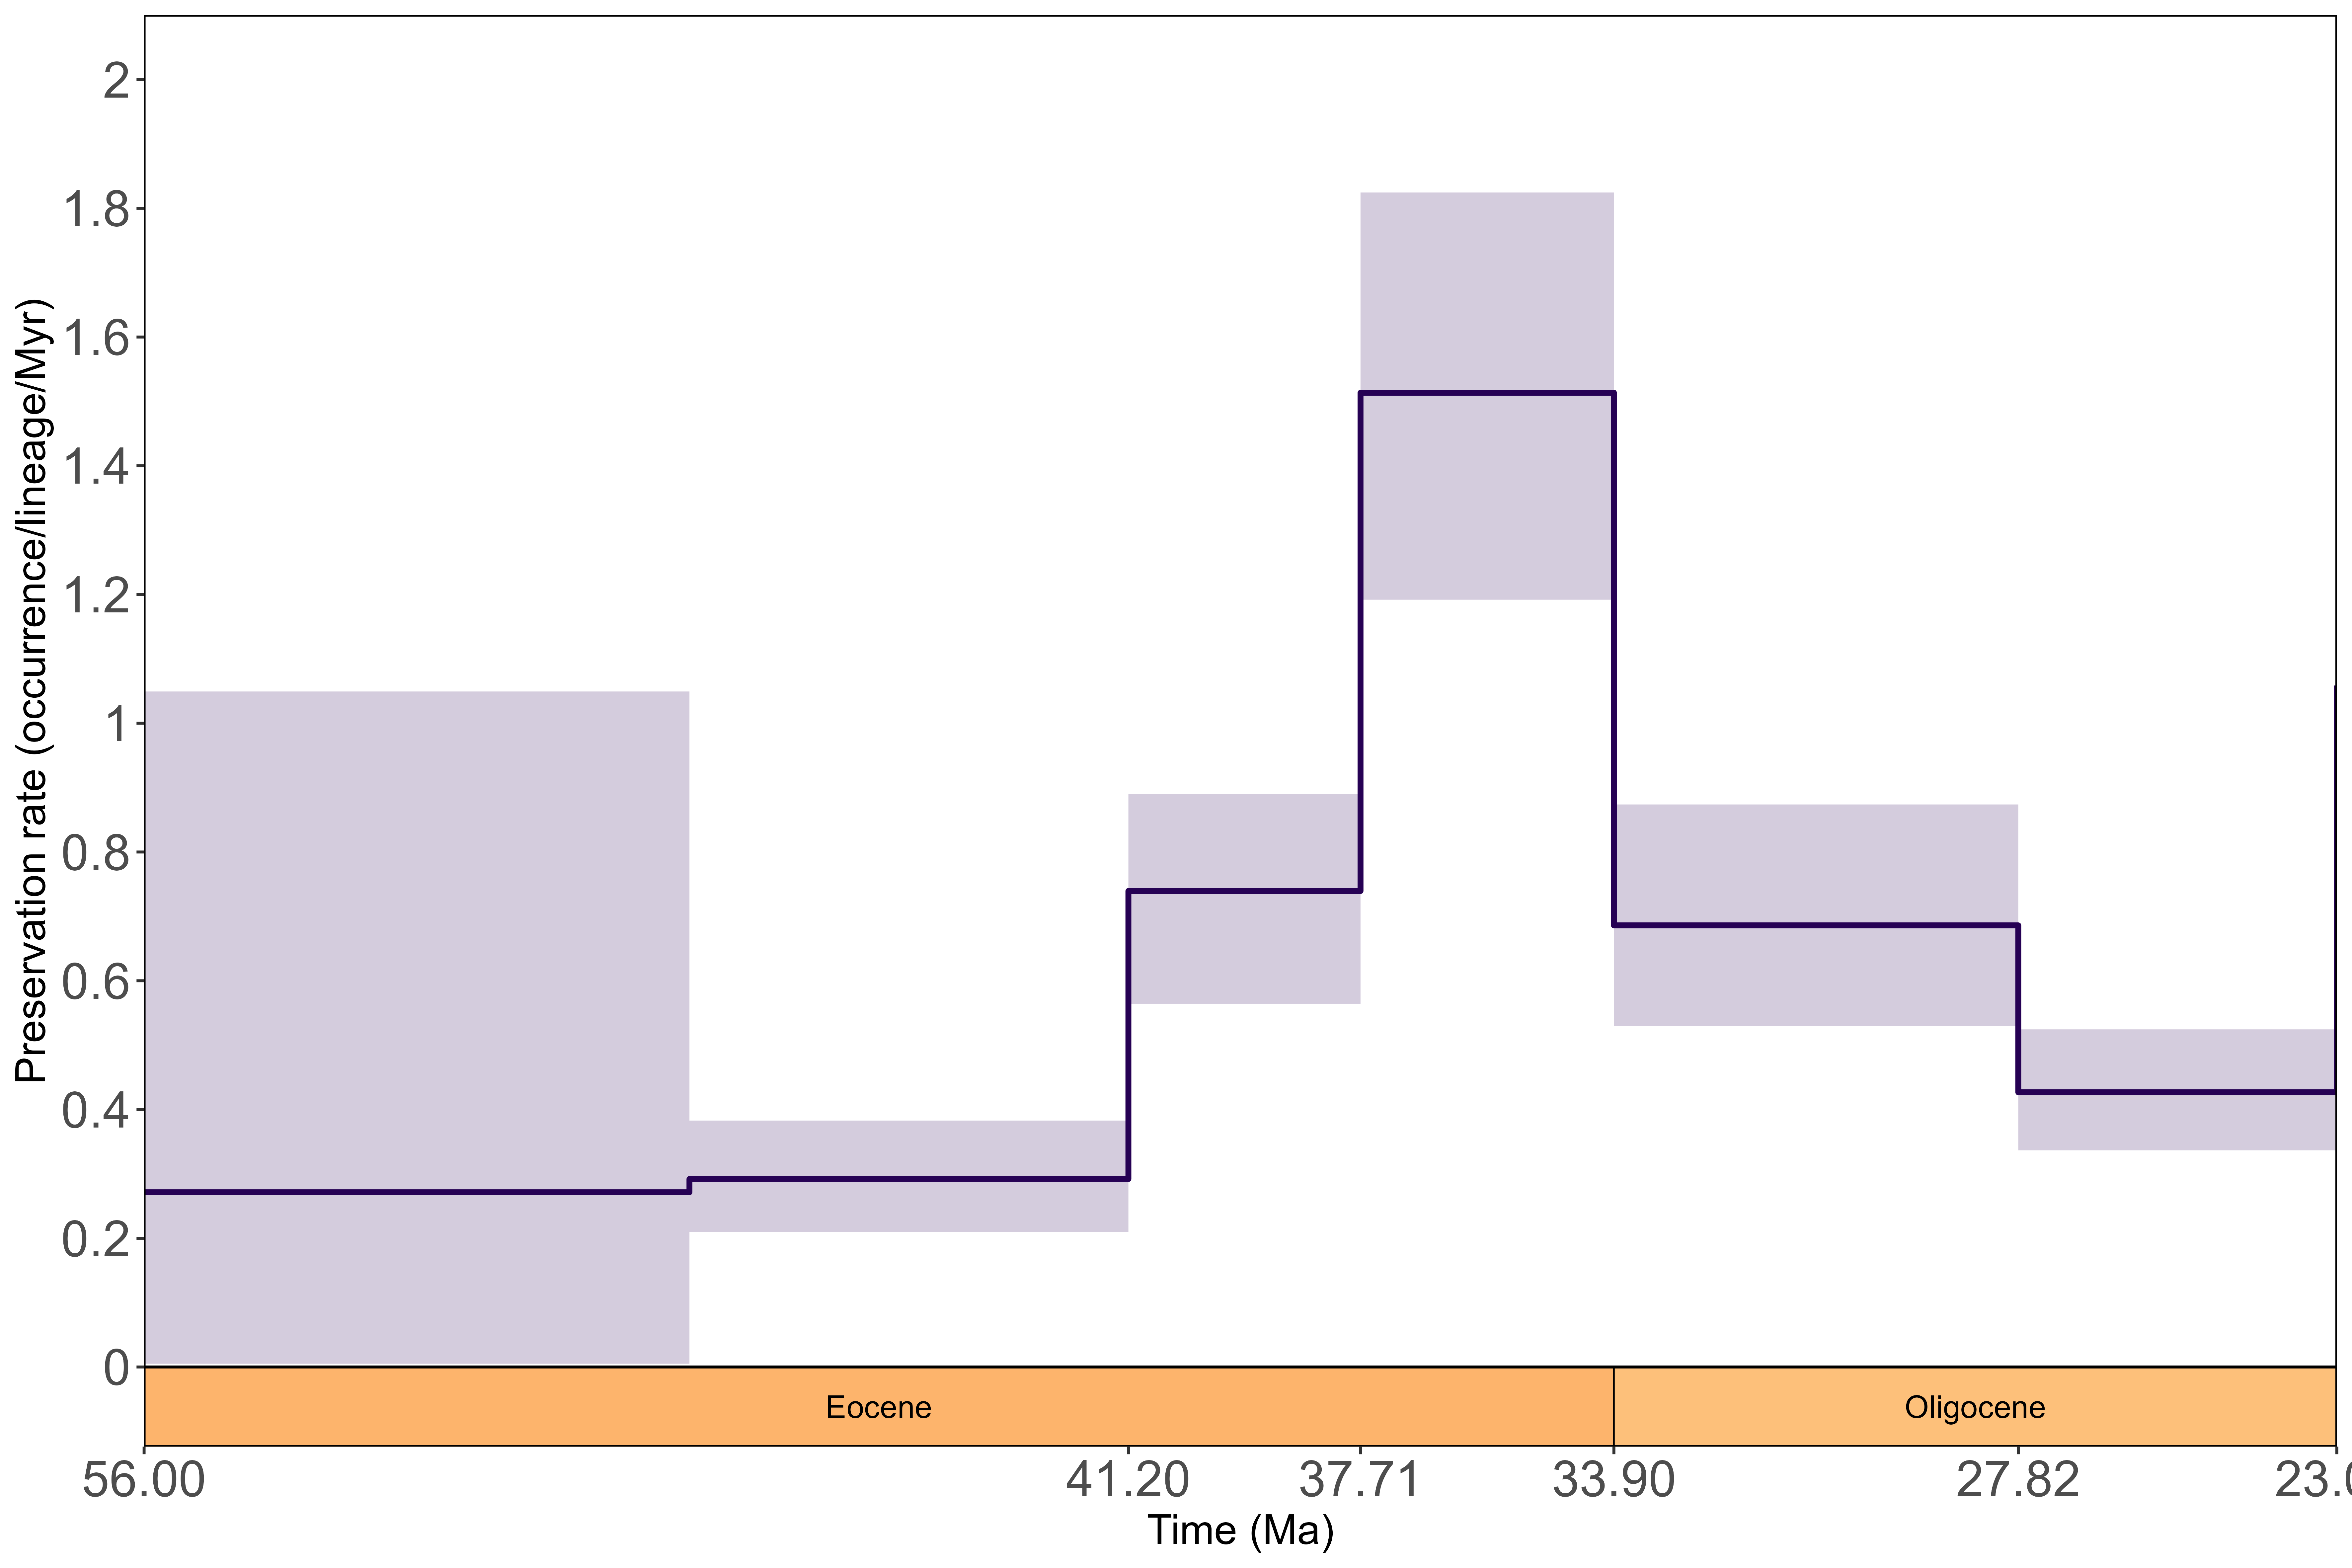 Preservation rate (occurrence/lineage/Myr)
2
1.8
1.6
1.4
1.2
1
0.8
0.6
0.4
0.2
0
Eocene Oligocene
56.00 41.20 37.71 33.90 27.82 23.0
Time (Ma)